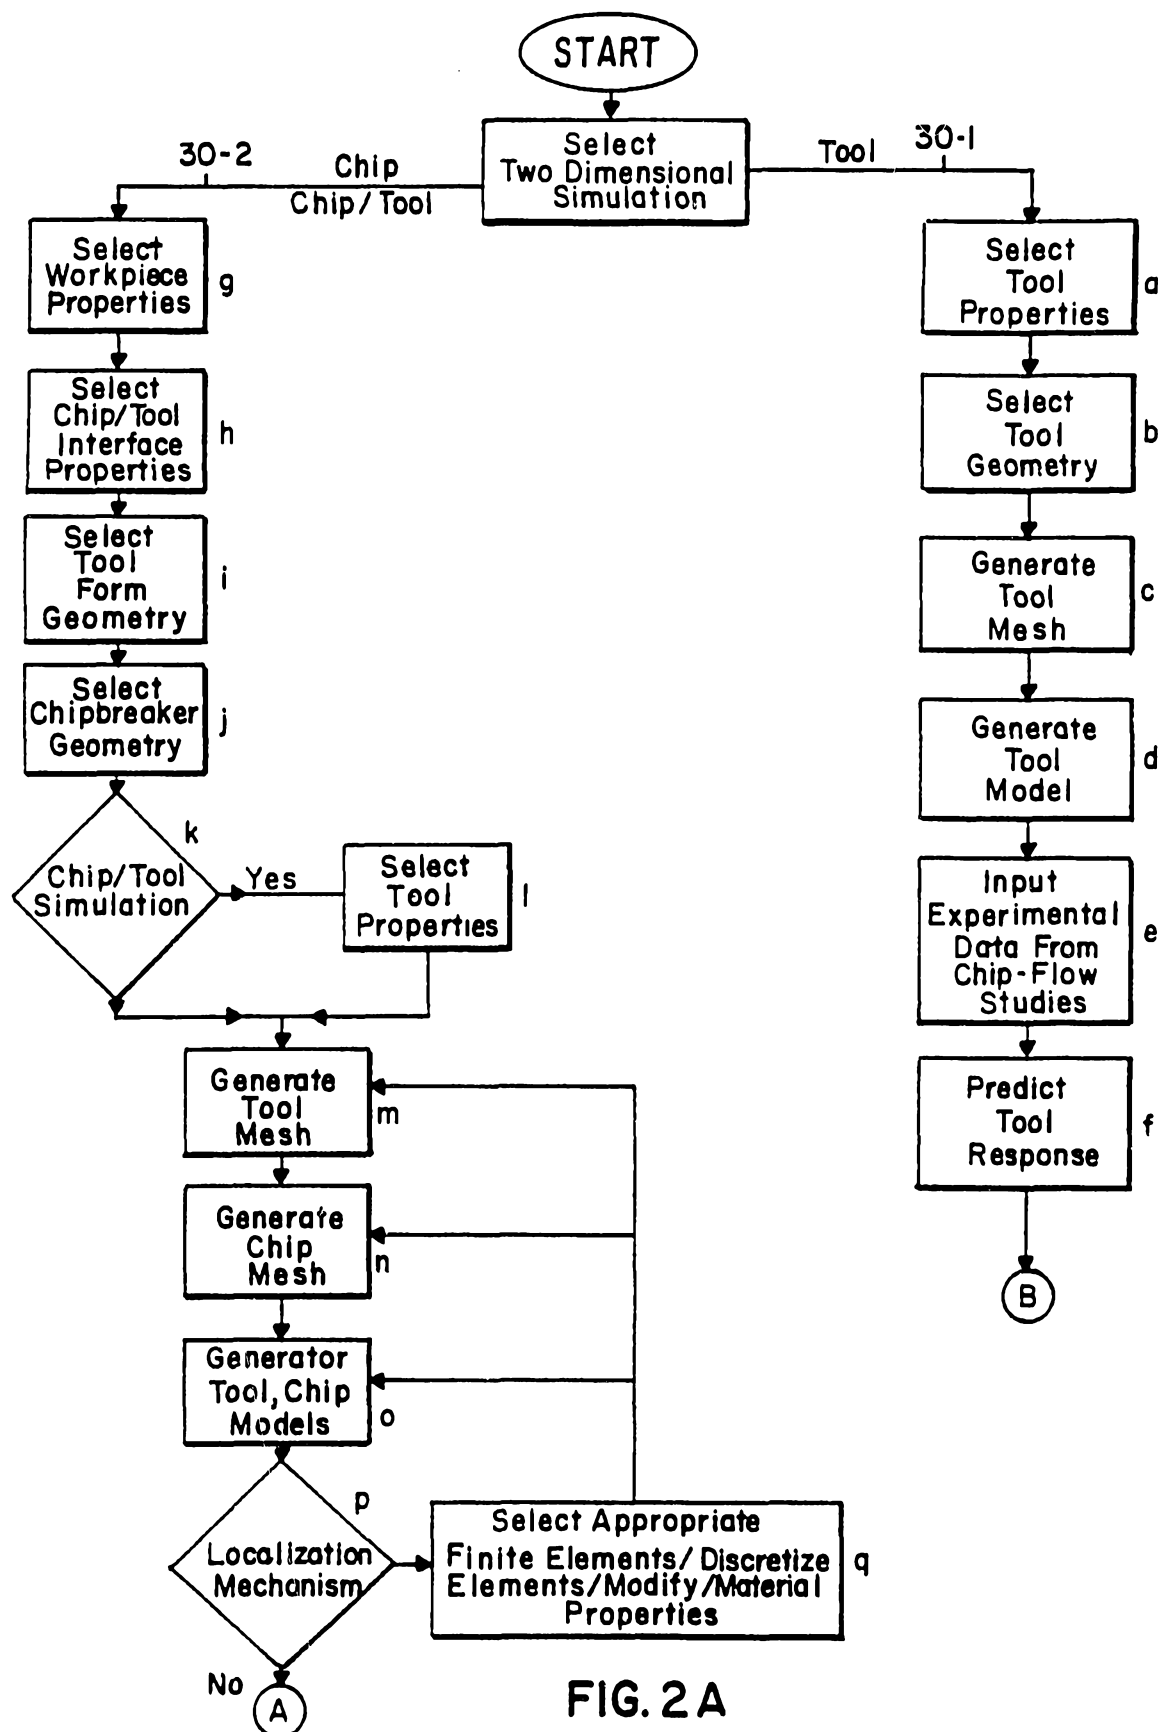 START
Select
Two Dimensional
Simulation
30-2
Chip
Chip/Tool
Tool
30-1
Select
Workpiece
Properties
g
Select
Chip/Tool
Interface
Properties
h
Select
Tool
Form
Geometry
i
Select
Chipbreaker
Geometry
j
k
Chip/Tool
Simulation
Yes
Select
Tool
Properties
l
Generate
Tool
Mesh
m
Generate
Chip
Mesh
n
Generator
Tool, Chip
Models
o
p
Localization
Mechanism
Select Appropriate
Finite Elements/Discretize
Elements/Modify/Material
Properties
q
No
A
Select
Tool
Properties
a
Select
Tool
Geometry
b
Generate
Tool
Mesh
c
Generate
Tool
Model
d
Input
Experimental
Data From
Chip-Flow
Studies
e
Predict
Tool
Response
f
B
FIG. 2A